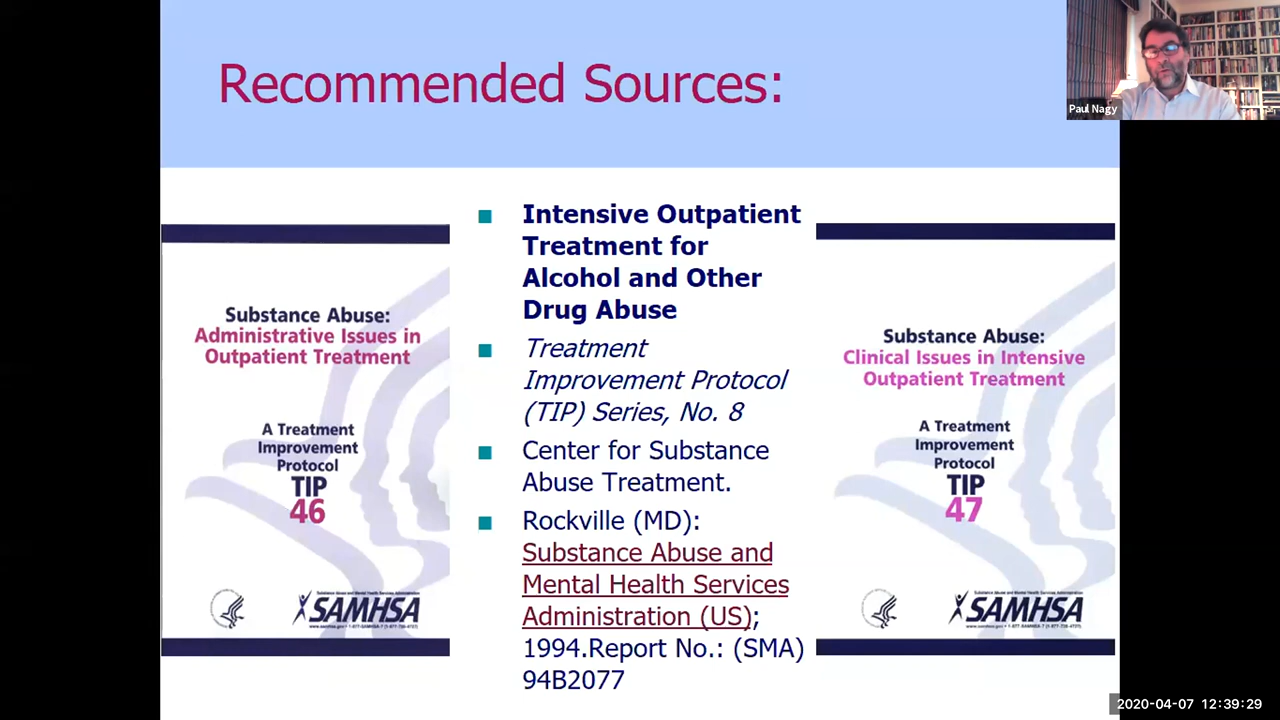 Recommended Sources:
Paul Nagy
Substance Abuse:
Administrative Issues in
Outpatient Treatment
A Treatment
Improvement
Protocol
TIP
46
SAMHSA
Intensive Outpatient
Treatment for
Alcohol and Other
Drug Abuse
Treatment
Improvement Protocol
(TIP) Series, No. 8
Center for Substance
Abuse Treatment.
Rockville (MD):
Substance Abuse and
Mental Health Services
Administration (US);
1994.Report No.: (SMA)
94B2077
Substance Abuse:
Clinical Issues in Intensive
Outpatient Treatment
A Treatment
Improvement
Protocol
TIP
47
SAMHSA
2020-04-07 12:39:29